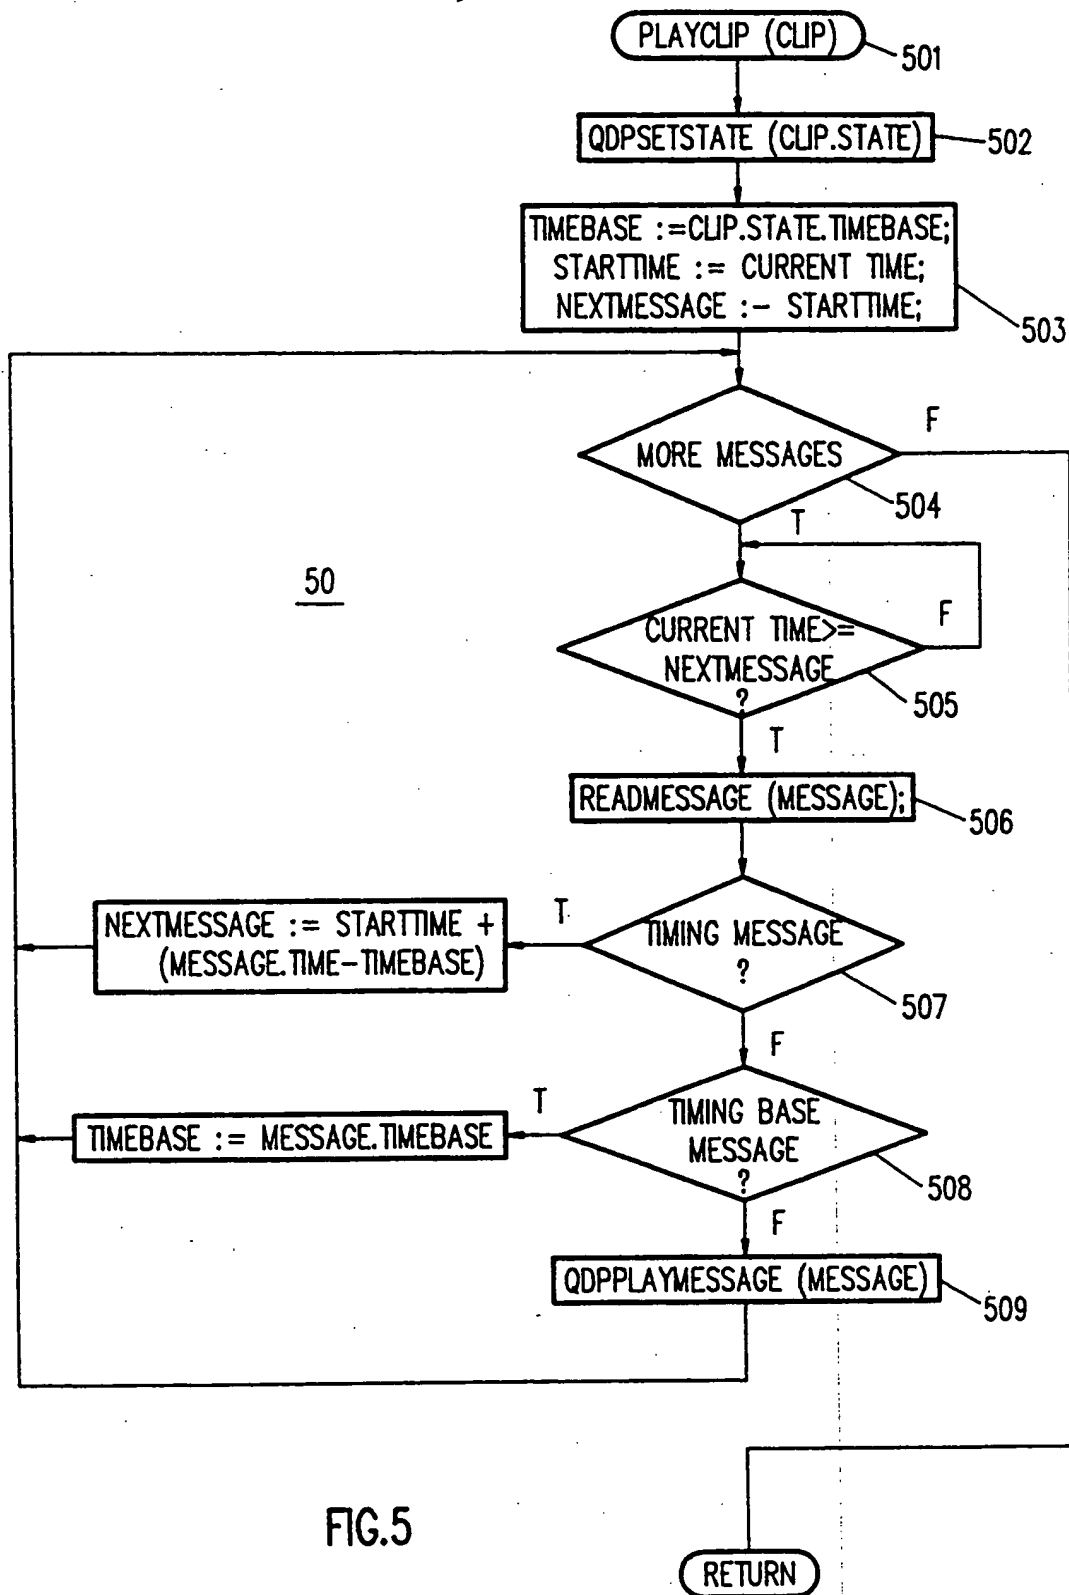 PLAYCLIP (CLIP)
501
QDPSETSTATE (CLIP.STATE)
502
TIMEBASE :=CLIP.STATE.TIMEBASE;
STARTTIME := CURRENT TIME;
NEXTMESSAGE :- STARTTIME;
503
F
MORE MESSAGES
504
T
50
CURRENT TIME>=
NEXTMESSAGE
?
F
505
T
READMESSAGE (MESSAGE);
506
NEXTMESSAGE := STARTTIME +
(MESSAGE.TIME-TIMEBASE)
T
TIMING MESSAGE
?
507
F
TIMEBASE := MESSAGE.TIMEBASE
T
TIMING BASE
MESSAGE
?
508
F
QDPPLAYMESSAGE (MESSAGE)
509
FIG.5
RETURN